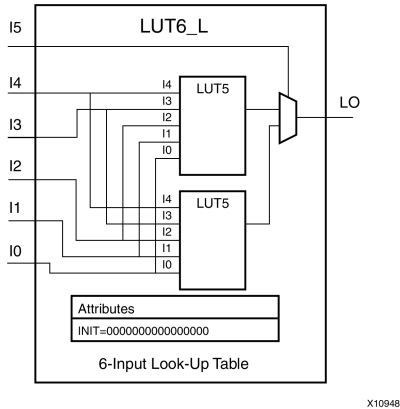 I5
LUT6_L
I4
I4
LUT5
I3
LO
I2
I3
I1
I0
I2
I4
LUT5
I3
I1
I2
I1
I0
I0
Attributes
INIT=0000000000000000
6-Input Look-Up Table
X10948